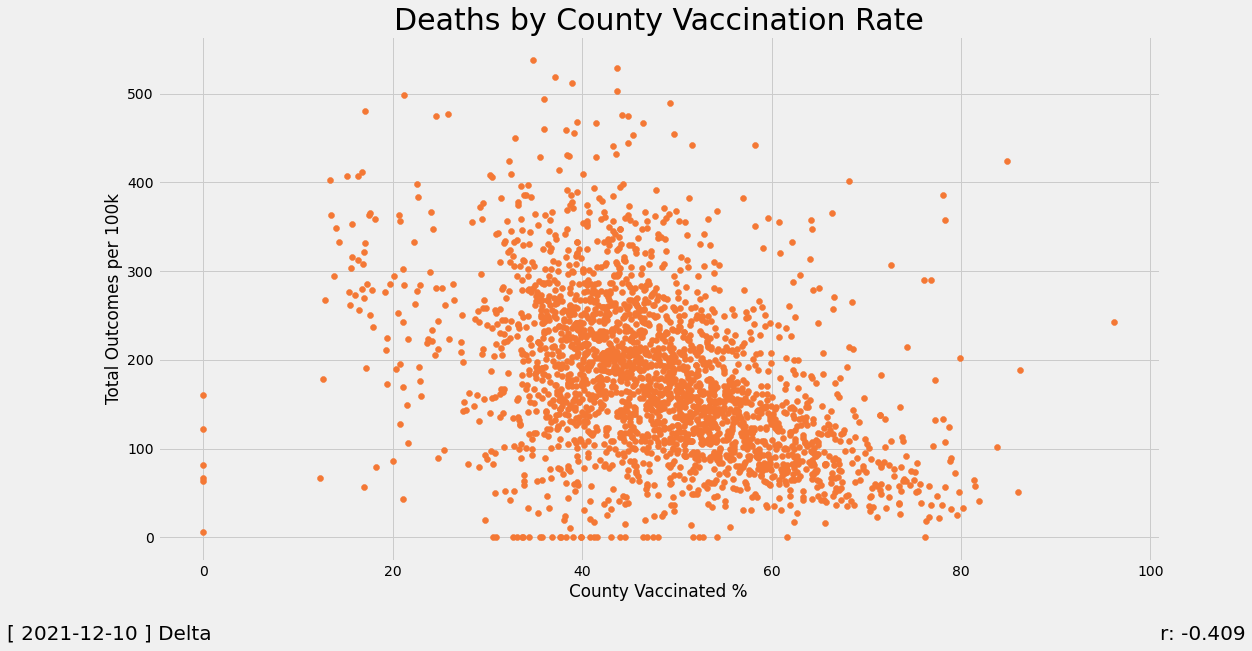 Deaths by County Vaccination Rate
Total Outcomes per 100k
500
400
300
200
100
0
0 20 40 60 80 100
County Vaccinated %
[ 2021-12-10 ] Delta
r: -0.409